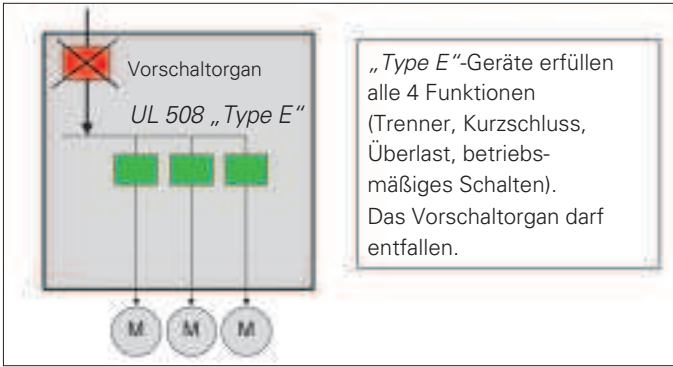 Vorschaltorgan
UL 508 „Type E“
M M M
„Type E“-Geräte erfüllen
alle 4 Funktionen
(Trenner, Kurzschluss,
Überlast, betriebs-
mäßiges Schalten).
Das Vorschaltorgan darf
entfallen.